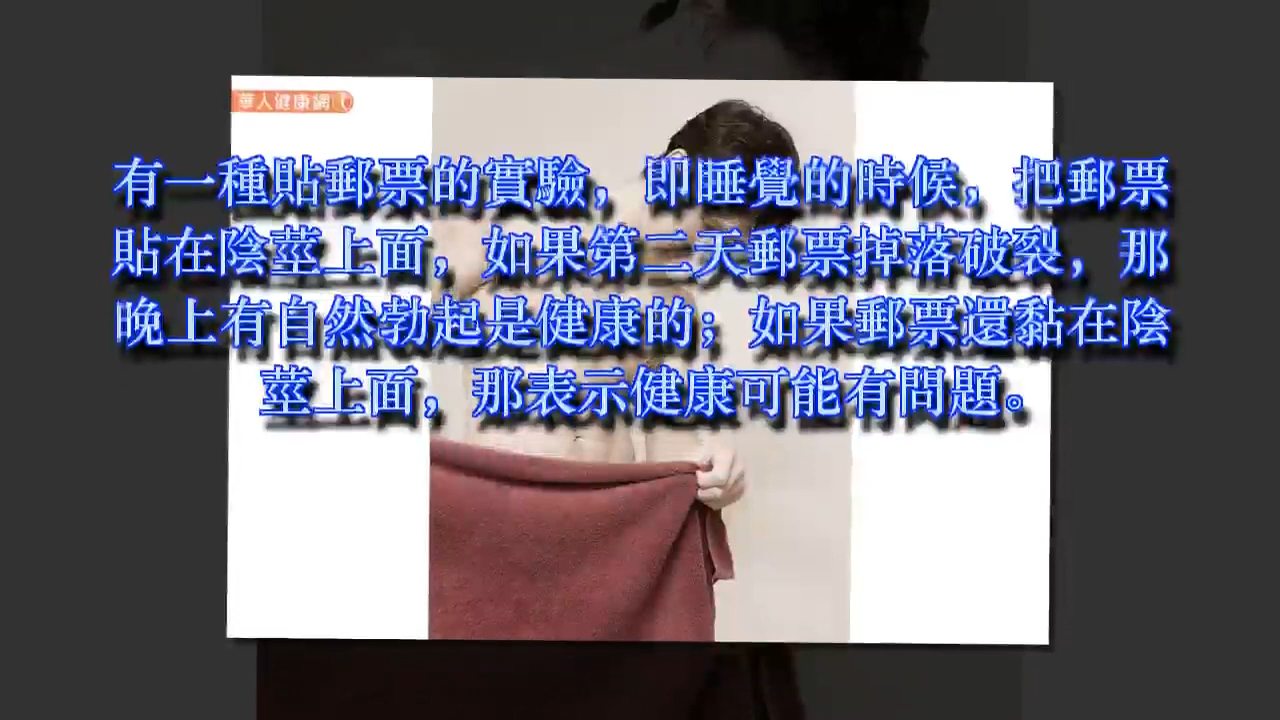 華人健康網
有一種貼郵票的實驗，即睡覺的時候，把郵票
貼在陰莖上面，如果第二天郵票掉落破裂，那
晚上有自然勃起是健康的；如果郵票還黏在陰
莖上面，那表示健康可能有問題。